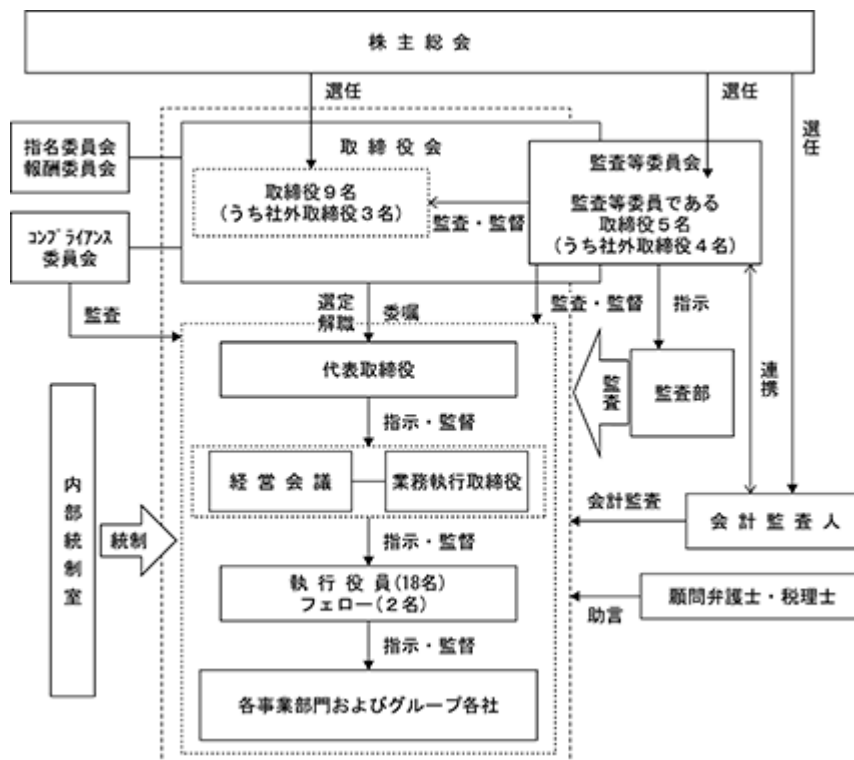 株主総会
選任
選任
選任
指名委員会
報酬委員会
取締役会
監査等委員会
取締役９名
（うち社外取締役３名）
監査・監督
監査等委員である
取締役５名
（うち社外取締役４名）
ｺﾝﾌﾟﾗｲｱﾝｽ
委員会
監査
選定
解職
委嘱
監査・監督
指示
連携
代表取締役
監査
監査部
指示・監督
経営会議
業務執行取締役
内部統制室
統制
会計監査
会計監査人
指示・監督
執行役員(18名)
フェロー(２名)
助言
顧問弁護士・税理士
指示・監督
各事業部門およびグループ各社